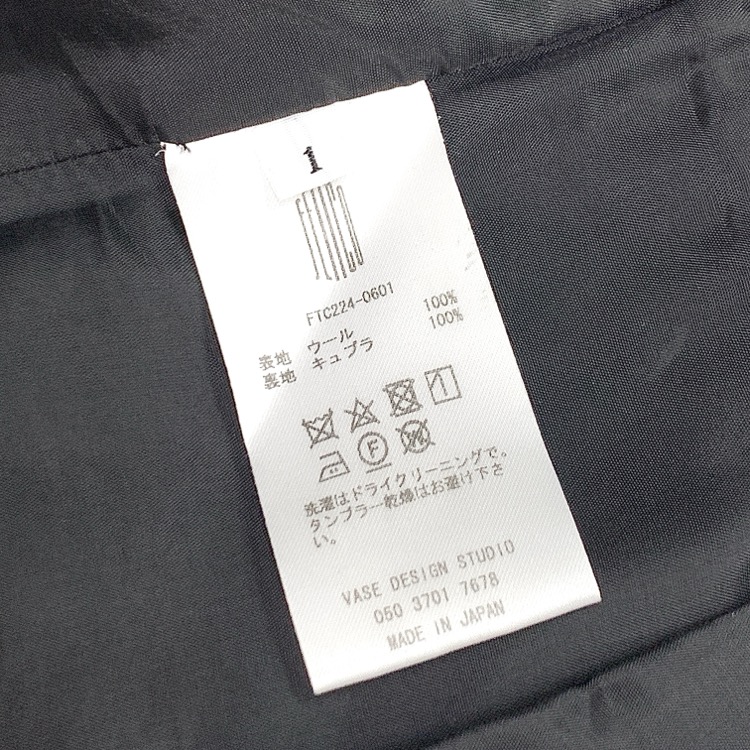 1
FETICO
FTC224-0601
表地 ウール 100%
裏地 キュプラ 100%
F
W
洗濯はドライクリーニングで。
タンブラー乾燥はお避け下さ
い。
VASE DESIGN STUDIO
050 3701 7678
MADE IN JAPAN